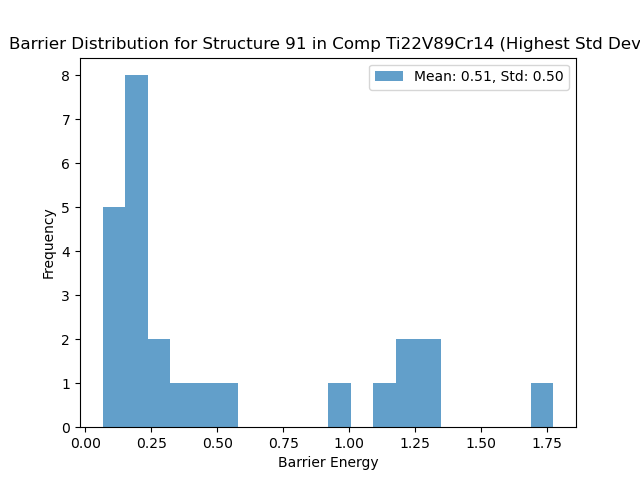 Barrier Distribution for Structure 91 in Comp Ti22V89Cr14 (Highest Std Dev
Mean: 0.51, Std: 0.50
8
7
6
5
4
3
2
1
0
Frequency
0.00 0.25 0.50 0.75 1.00 1.25 1.50 1.75
Barrier Energy